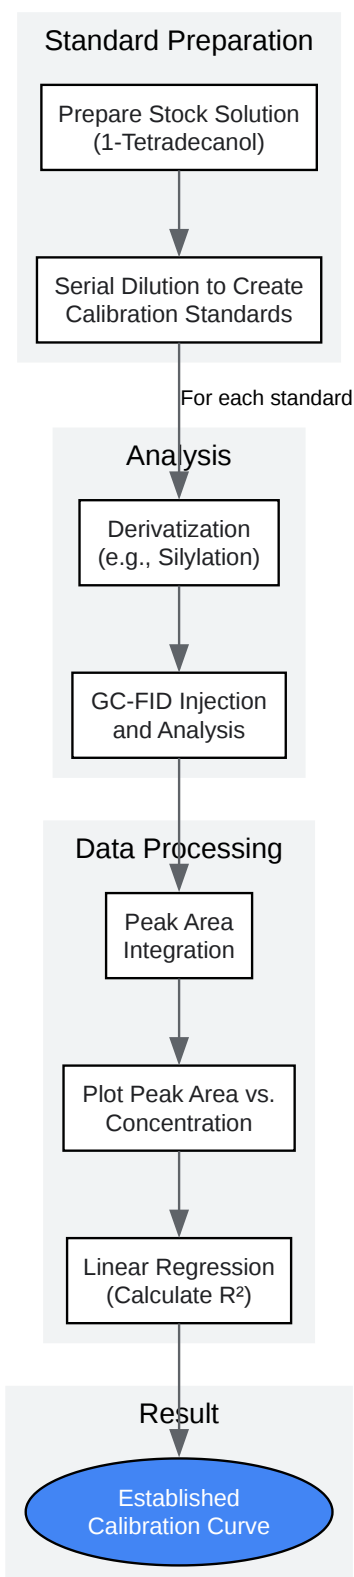 Standard Preparation
Prepare Stock Solution
(1-Tetradecanol)
Serial Dilution to Create
Calibration Standards
For each standard
Analysis
Derivatization
(e.g., Silylation)
GC-FID Injection
and Analysis
Data Processing
Peak Area
Integration
Plot Peak Area vs.
Concentration
Linear Regression
(Calculate R²)
Result
Established
Calibration Curve